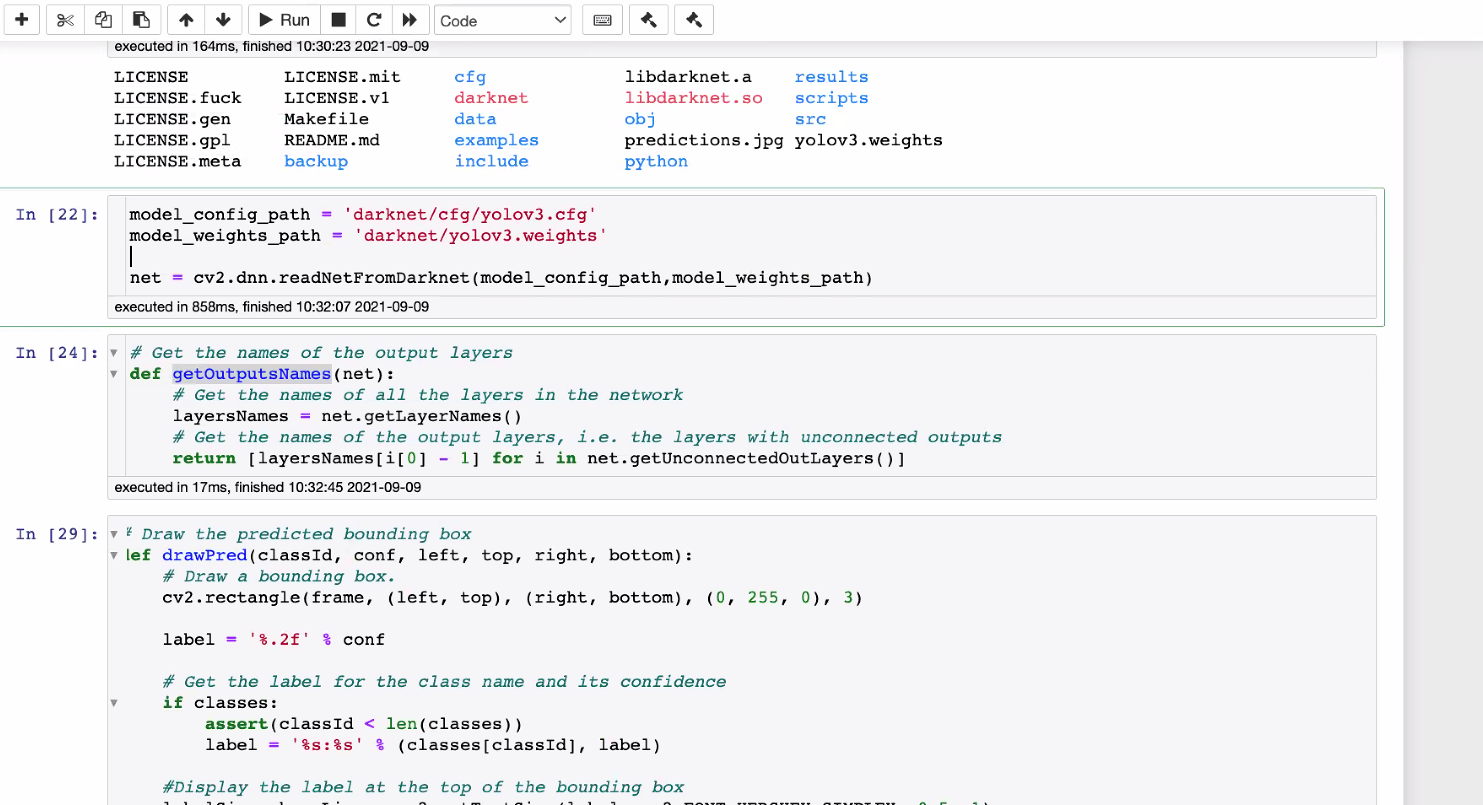 Run Code
executed in 164ms, finished 10:30:23 2021-09-09
LICENSE LICENSE.mit cfg libdarknet.a results
LICENSE.fuck LICENSE.v1 darknet libdarknet.so scripts
LICENSE.gen Makefile data obj src
LICENSE.gpl README.md examples predictions.jpg yolov3.weights
LICENSE.meta backup include python
In [22]: model_config_path = 'darknet/cfg/yolov3.cfg'
model_weights_path = 'darknet/yolov3.weights'
net = cv2.dnn.readNetFromDarknet(model_config_path,model_weights_path)
executed in 858ms, finished 10:32:07 2021-09-09
In [24]: # Get the names of the output layers
def getOutputsNames(net):
# Get the names of all the layers in the network
layersNames = net.getLayerNames()
# Get the names of the output layers, i.e. the layers with unconnected outputs
return [layersNames[i[0] - 1] for i in net.getUnconnectedOutLayers()]
executed in 17ms, finished 10:32:45 2021-09-09
In [29]: # Draw the predicted bounding box
def drawPred(classId, conf, left, top, right, bottom):
# Draw a bounding box.
cv2.rectangle(frame, (left, top), (right, bottom), (0, 255, 0), 3)
label = '%.2f' % conf
# Get the label for the class name and its confidence
if classes:
assert(classId < len(classes))
label = '%s:%s' % (classes[classId], label)
#Display the label at the top of the bounding box